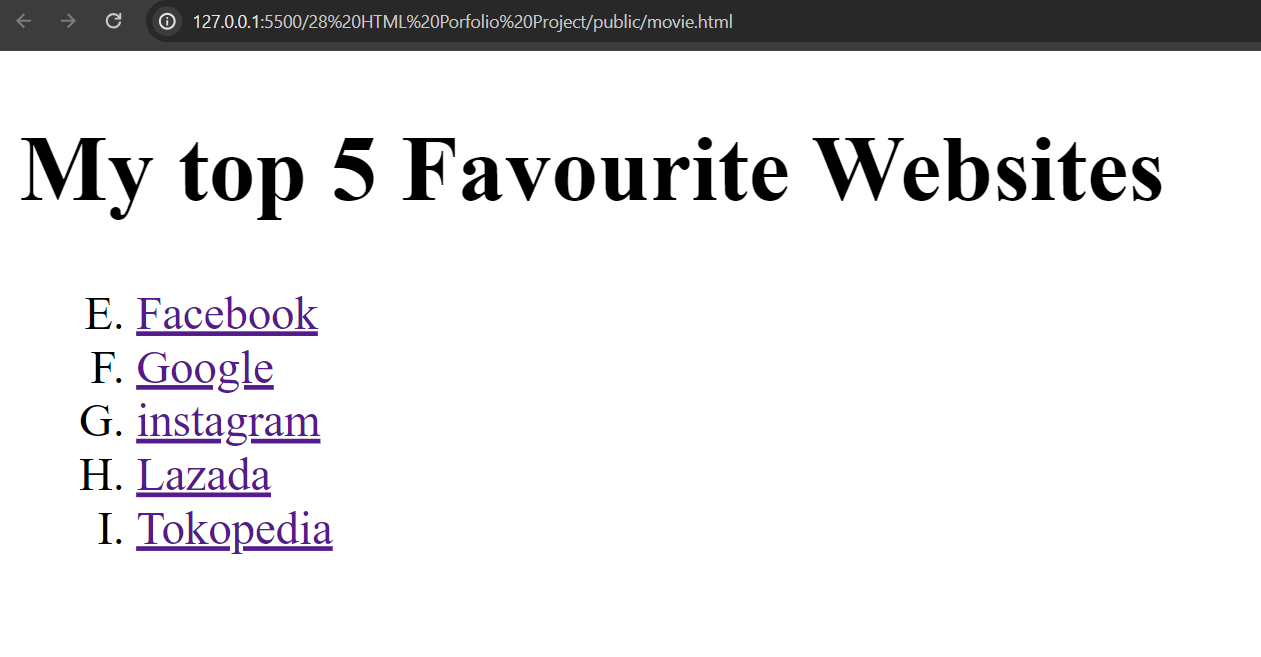 127.0.0.1:5500/28%20HTML%20Porfolio%20Project/public/movie.html
My top 5 Favourite Websites
E. Facebook
F. Google
G. instagram
H. Lazada
I. Tokopedia